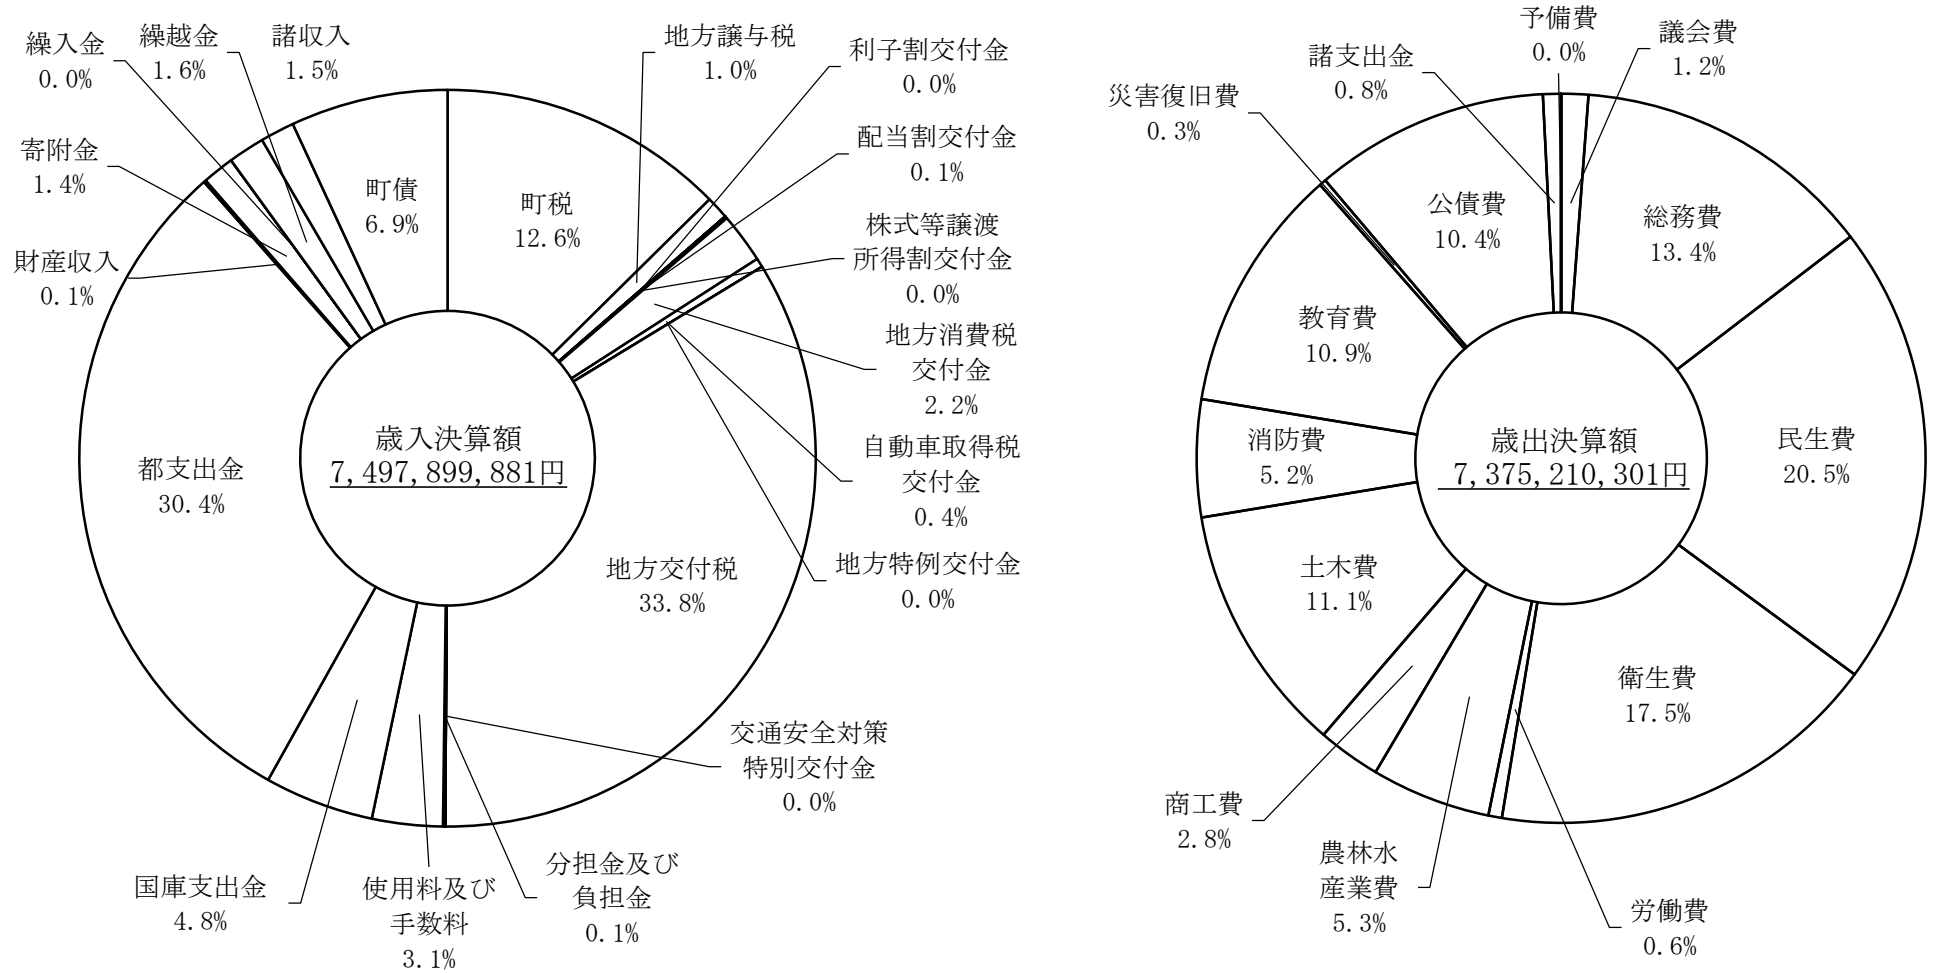 繰入金
0.0%
繰越金
1.6%
諸収入
1.5%
寄附金
1.4%
財産収入
0.1%
町債
6.9%
町税
12.6%
地方譲与税
1.0%
利子割交付金
0.0%
配当割交付金
0.1%
株式等譲渡
所得割交付金
0.0%
地方消費税
交付金
2.2%
自動車取得税
交付金
0.4%
地方特例交付金
0.0%
歳入決算額
7,497,899,881円
都支出金
30.4%
地方交付税
33.8%
交通安全対策
特別交付金
0.0%
分担金及び
負担金
0.1%
使用料及び
手数料
3.1%
国庫支出金
4.8%
予備費
0.0%
議会費
1.2%
諸支出金
0.8%
災害復旧費
0.3%
公債費
10.4%
総務費
13.4%
教育費
10.9%
消防費
5.2%
歳出決算額
7,375,210,301円
民生費
20.5%
土木費
11.1%
衛生費
17.5%
商工費
2.8%
農林水
産業費
5.3%
労働費
0.6%